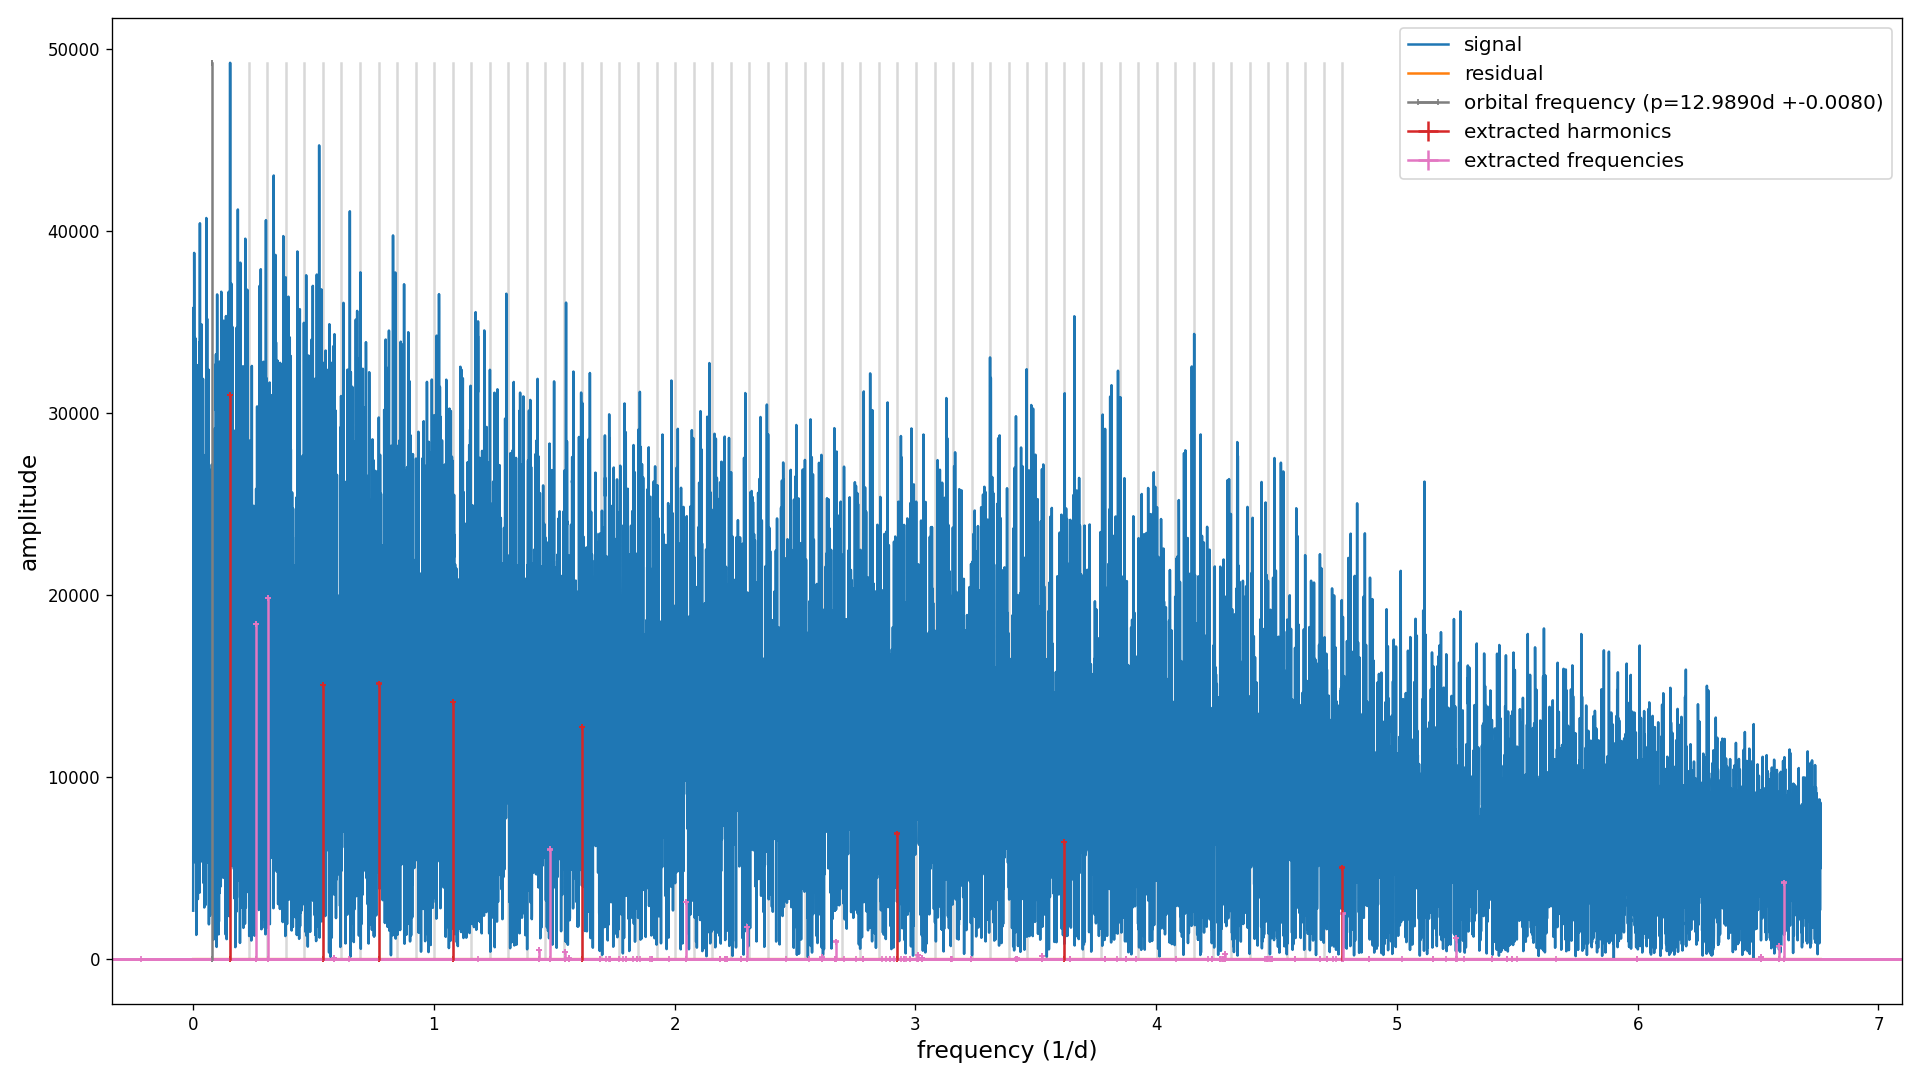 50000
40000
30000
20000
10000
0
amplitude
signal
residual
orbital frequency (p=12.9890d +-0.0080)
extracted harmonics
extracted frequencies
0 1 2 3 4 5 6 7
frequency (1/d)